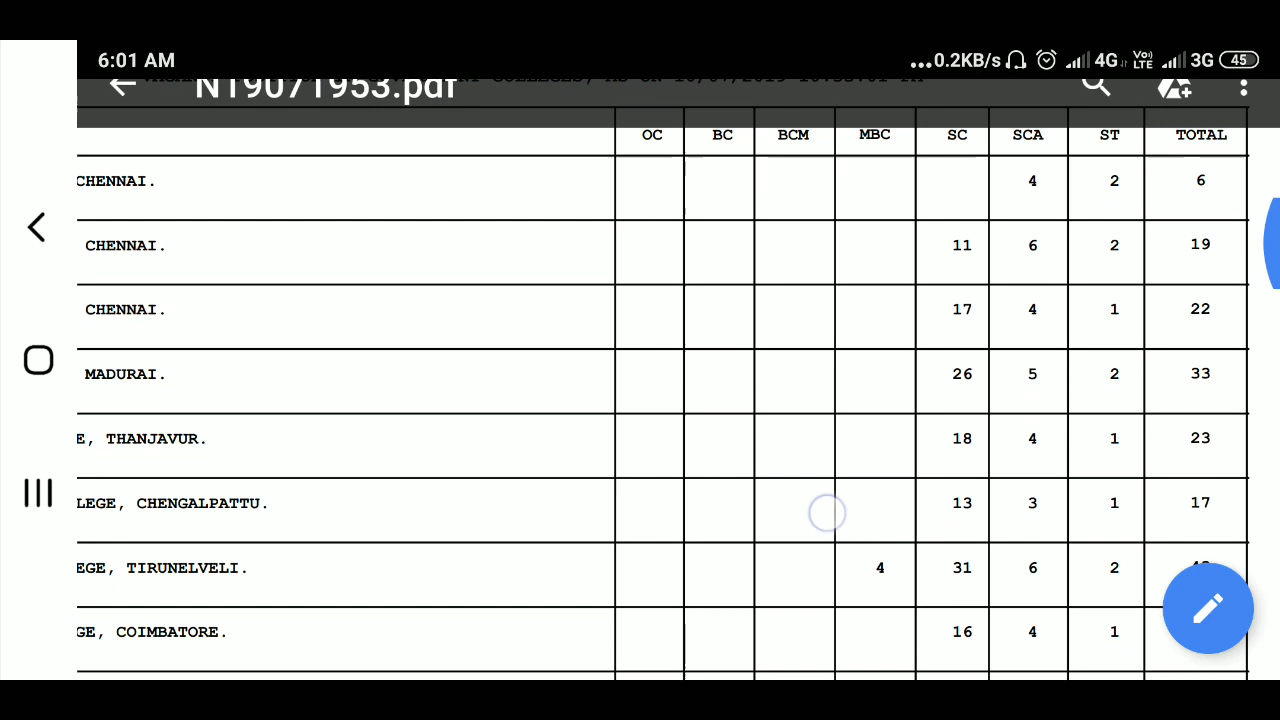 6:01 AM ...0.2KB/s 4G Vo) LTE 3G 45
N19071953.pdf
OC BC BCM MBC SC SCA ST TOTAL
CHENNAI. 4 2 6
CHENNAI. 11 6 2 19
CHENNAI. 17 4 1 22
MADURAI. 26 5 2 33
E, THANJAVUR. 18 4 1 23
LEGE, CHENGALPATTU. 13 3 1 17
EGE, TIRUNELVELI. 4 31 6 2
GE, COIMBATORE. 16 4 1